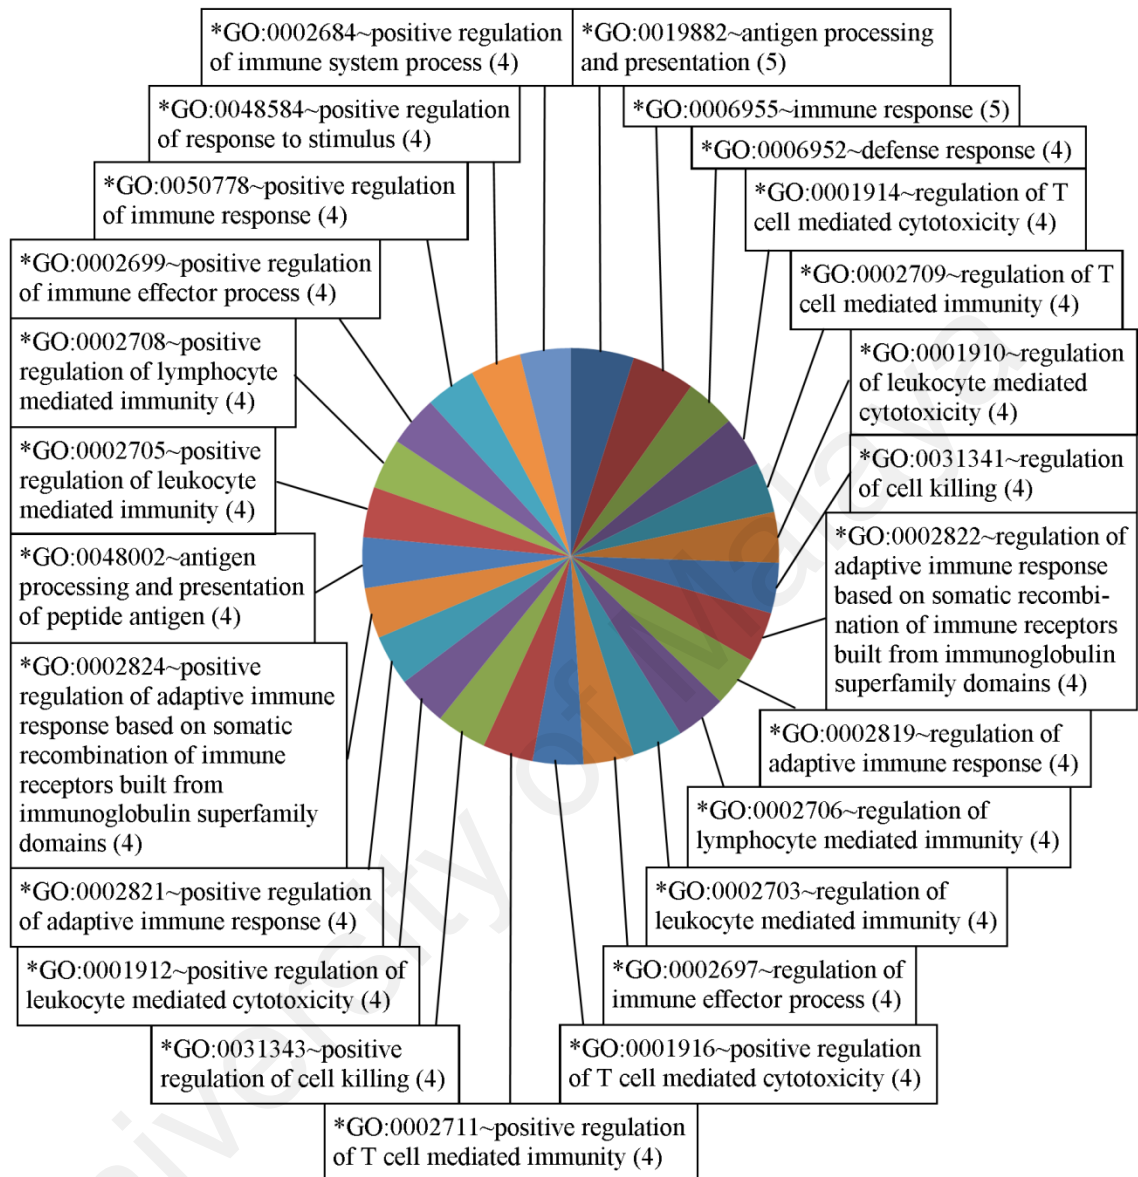 *GO:0002684~positive regulation
of immune system process (4)
*GO:0019882~antigen processing
and presentation (5)
*GO:0048584~positive regulation
of response to stimulus (4)
*GO:0006955~immune response (5)
*GO:0006952~defense response (4)
*GO:0050778~positive regulation
of immune response (4)
*GO:0001914~regulation of T
cell mediated cytotoxicity (4)
*GO:0002699~positive regulation
of immune effector process (4)
*GO:0002709~regulation of T
cell mediated immunity (4)
*GO:0002708~positive
regulation of lymphocyte
mediated immunity (4)
*GO:0001910~regulation
of leukocyte mediated
cytotoxicity (4)
*GO:0002705~positive
regulation of leukocyte
mediated immunity (4)
*GO:0031341~regulation
of cell killing (4)
*GO:0048002~antigen
processing and presentation
of peptide antigen (4)
*GO:0002822~regulation of
adaptive immune response
based on somatic recombi-
nation of immune receptors
built from immunoglobulin
superfamily domains (4)
*GO:0002824~positive
regulation of adaptive immune
response based on somatic
recombination of immune
receptors built from
immunoglobulin superfamily
domains (4)
*GO:0002819~regulation of
adaptive immune response (4)
*GO:0002706~regulation of
lymphocyte mediated immunity (4)
*GO:0002821~positive regulation
of adaptive immune response (4)
*GO:0002703~regulation of
leukocyte mediated immunity (4)
*GO:0001912~positive regulation of
leukocyte mediated cytotoxicity (4)
*GO:0002697~regulation of
immune effector process (4)
*GO:0031343~positive
regulation of cell killing (4)
*GO:0001916~positive regulation
of T cell mediated cytotoxicity (4)
*GO:0002711~positive regulation
of T cell mediated immunity (4)
niversity of Malaya